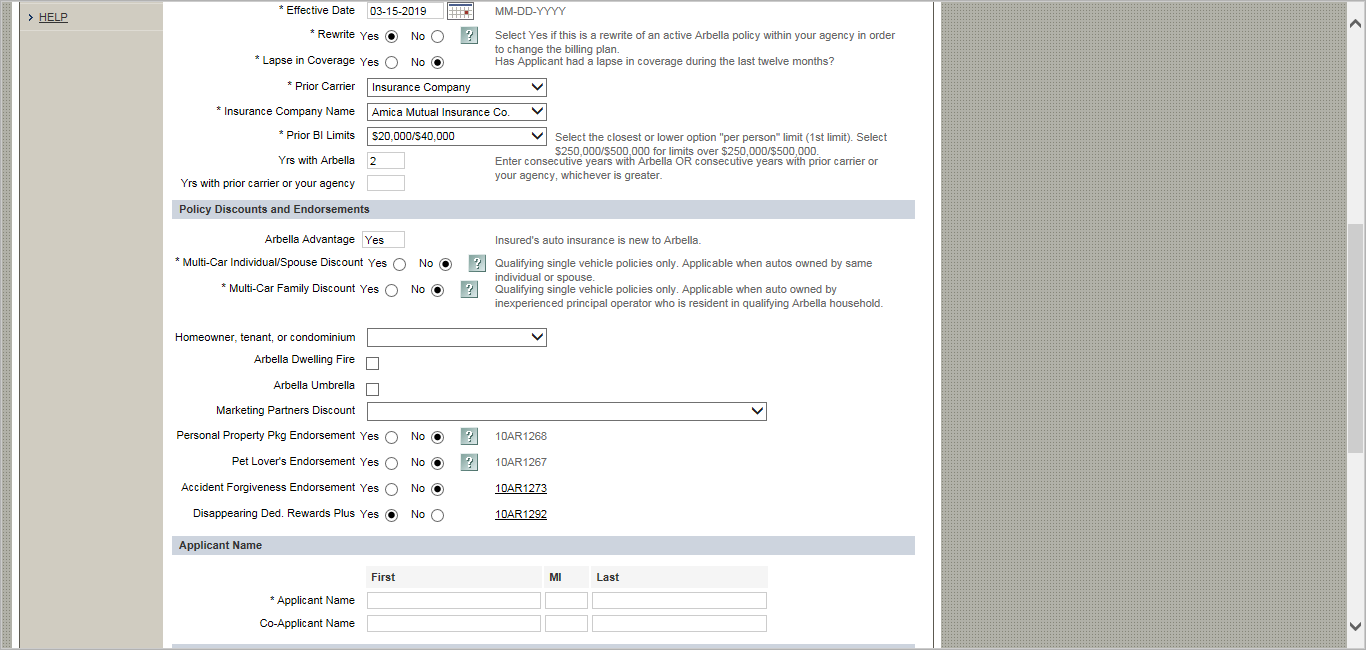 HELP
* Effective Date 03-15-2019 MM-DD-YYYY
* Rewrite Yes No ? Select Yes if this is a rewrite of an active Arbella policy within your agency in order
to change the billing plan.
* Lapse in Coverage Yes No Has Applicant had a lapse in coverage during the last twelve months?
* Prior Carrier Insurance Company
* Insurance Company Name Amica Mutual Insurance Co.
* Prior BI Limits $20,000/$40,000 Select the closest or lower option "per person" limit (1st limit). Select
$250,000/$500,000 for limits over $250,000/$500,000.
Yrs with Arbella 2 Enter consecutive years with Arbella OR consecutive years with prior carrier or
your agency, whichever is greater.
Yrs with prior carrier or your agency
Policy Discounts and Endorsements
Arbella Advantage Yes Insured's auto insurance is new to Arbella.
* Multi-Car Individual/Spouse Discount Yes No ? Qualifying single vehicle policies only. Applicable when autos owned by same
individual or spouse.
* Multi-Car Family Discount Yes No ? Qualifying single vehicle policies only. Applicable when auto owned by
inexperienced principal operator who is resident in qualifying Arbella household.
Homeowner, tenant, or condominium
Arbella Dwelling Fire
Arbella Umbrella
Marketing Partners Discount
Personal Property Pkg Endorsement Yes No ? 10AR1268
Pet Lover's Endorsement Yes No ? 10AR1267
Accident Forgiveness Endorsement Yes No 10AR1273
Disappearing Ded. Rewards Plus Yes No 10AR1292
Applicant Name
First MI Last
* Applicant Name
Co-Applicant Name